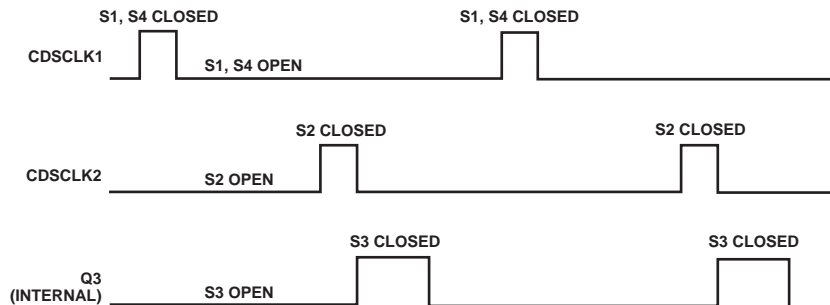 S1, S4 CLOSED
S1, S4 CLOSED
CDSCLK1
S1, S4 OPEN
S2 CLOSED
S2 CLOSED
CDSCLK2
S2 OPEN
S3 CLOSED
S3 CLOSED
Q3
(INTERNAL)
S3 OPEN